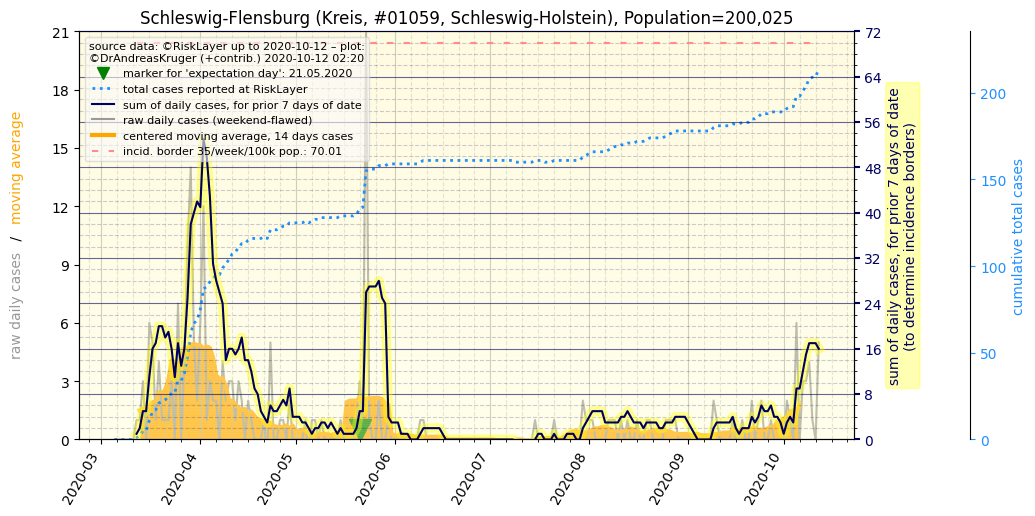 Schleswig-Flensburg (Kreis, #01059, Schleswig-Holstein), Population=200,025
source data: ©RiskLayer up to 2020-10-12 – plot:
©DrAndreasKruger (+contrib.) 2020-10-12 02:20
marker for 'expectation day': 21.05.2020
total cases reported at RiskLayer
sum of daily cases, for prior 7 days of date
raw daily cases (weekend-flawed)
centered moving average, 14 days cases
incid. border 35/week/100k pop.: 70.01
raw daily cases / moving average
21
18
15
12
9
6
3
0
2020-03
2020-04
2020-05
2020-06
2020-07
2020-08
2020-09
2020-10
72
64
56
48
40
32
24
16
8
0
sum of daily cases, for prior 7 days of date
(to determine incidence borders)
200
150
100
50
0
cumulative total cases